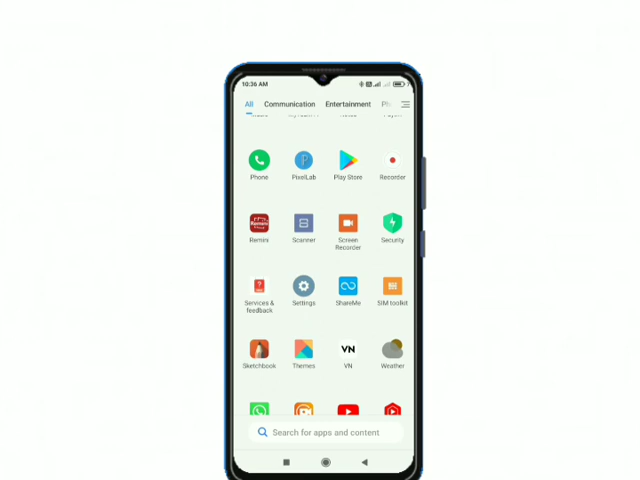 10:36 AM
All Communication Entertainment
Phone PixelLab Play Store Recorder
Remini Scanner Screen Recorder Security
Services & feedback Settings ShareMe SIM toolkit
Sketchbook Themes VN Weather
Search for apps and content